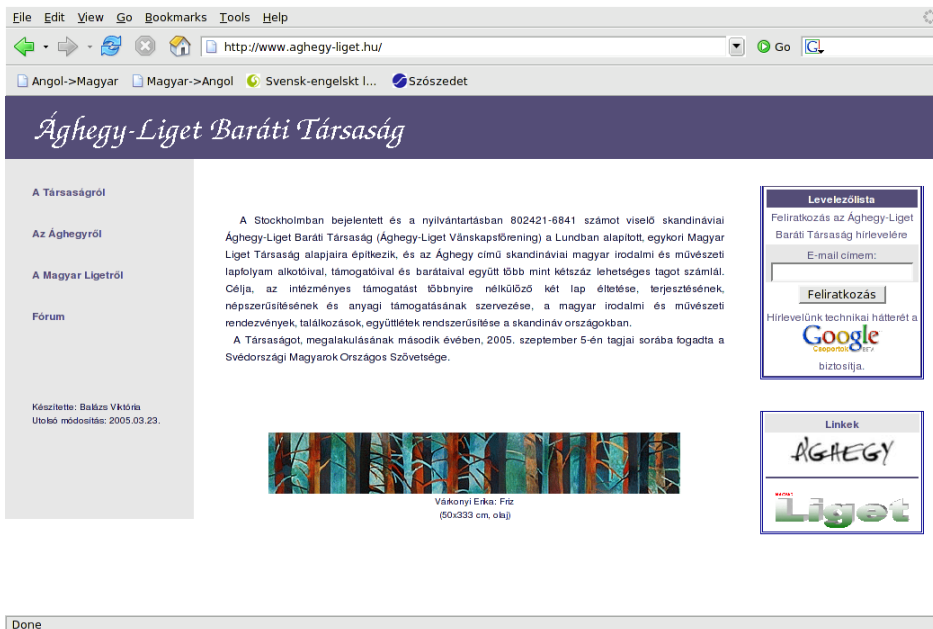 File Edit View Go Bookmarks Tools Help
http://www.aghegy-liget.hu/ Go G
Angol->Magyar Magyar->Angol Svensk-engelskt l... Szószedet
Ághegy-Liget Baráti Társaság
A Társaságról
Az Ághegyről
A Magyar Ligetről
Fórum
Készítette: Balázs Viktória
Utolsó módosítás: 2005.03.23.
A Stockholmban bejelentett és a nyilvántartásban 802421-6841 számot viselő skandináviai
Ághegy-Liget Baráti Társaság (Ághegy-Liget Vänskapsförening) a Lundban alapított, egykori Magyar
Liget Társaság alapjaira építkezik, és az Ághegy című skandináviai magyar irodalmi és művészeti
lapfolyam alkotóival, támogatóival és barátaival együtt több mint kétszáz lehetséges tagot számlál.
Célja, az intézményes támogatást többnyire nélkülöző két lap éltetése, terjesztésének,
népszerűsítésének és anyagi támogatásának szervezése, a magyar irodalmi és művészeti
rendezvények, találkozások, együttlétek rendszerűsítése a skandináv országokban.
A Társaságot, megalakulásának második évében, 2005. szeptember 5-én tagjai sorába fogadta a
Svédországi Magyarok Országos Szövetsége.
Várkonyi Erika: Fríz
(50x333 cm, olaj)
Levelezőlista
Feliratkozás az Ághegy-Liget
Baráti Társaság hírlevelére
E-mail címem:
Feliratkozás
Hírlevelünk technikai hátterét a
Google
Csoportok BÉTA
biztosítja.
Linkek
ÁGHEGY
MAGYAR
Liget
Done